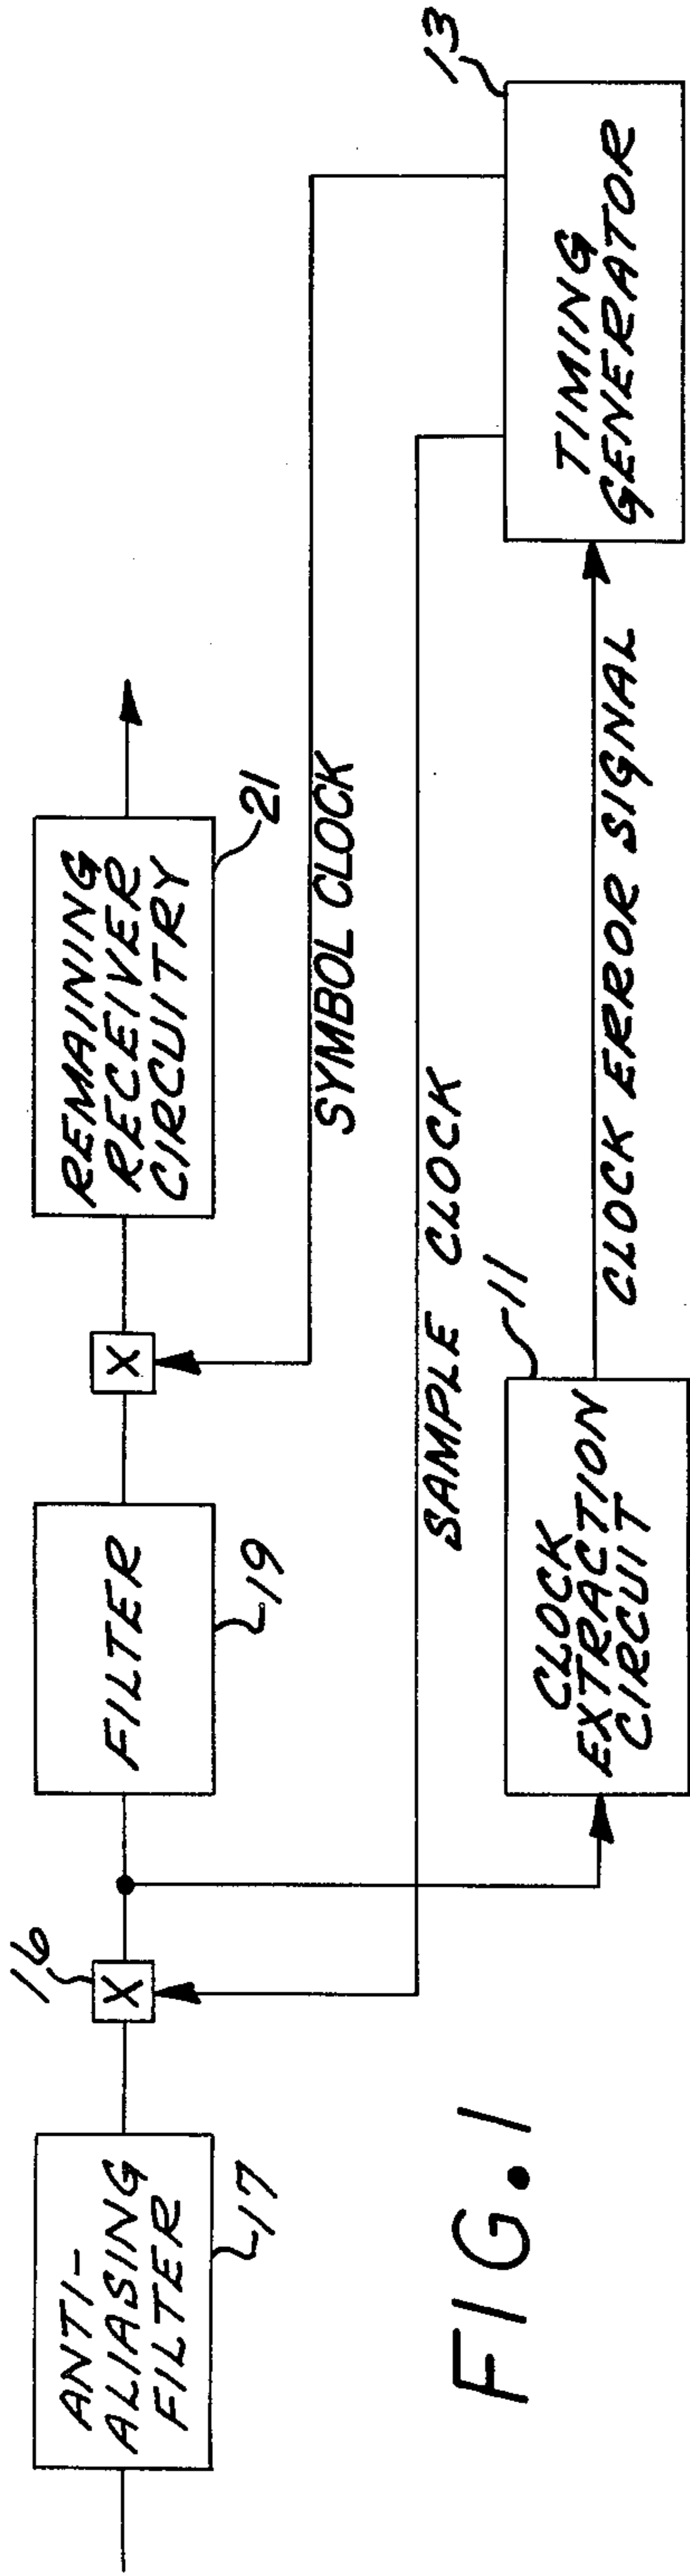 ANTI-
ALIASING
FILTER
17
X
16
FILTER
19
X
REMAINING
RECEIVER
CIRCUITRY
21
SYMBOL CLOCK
SAMPLE CLOCK
CLOCK
EXTRACTION
CIRCUIT
11
CLOCK ERROR SIGNAL
TIMING
GENERATOR
13
FIG. 1